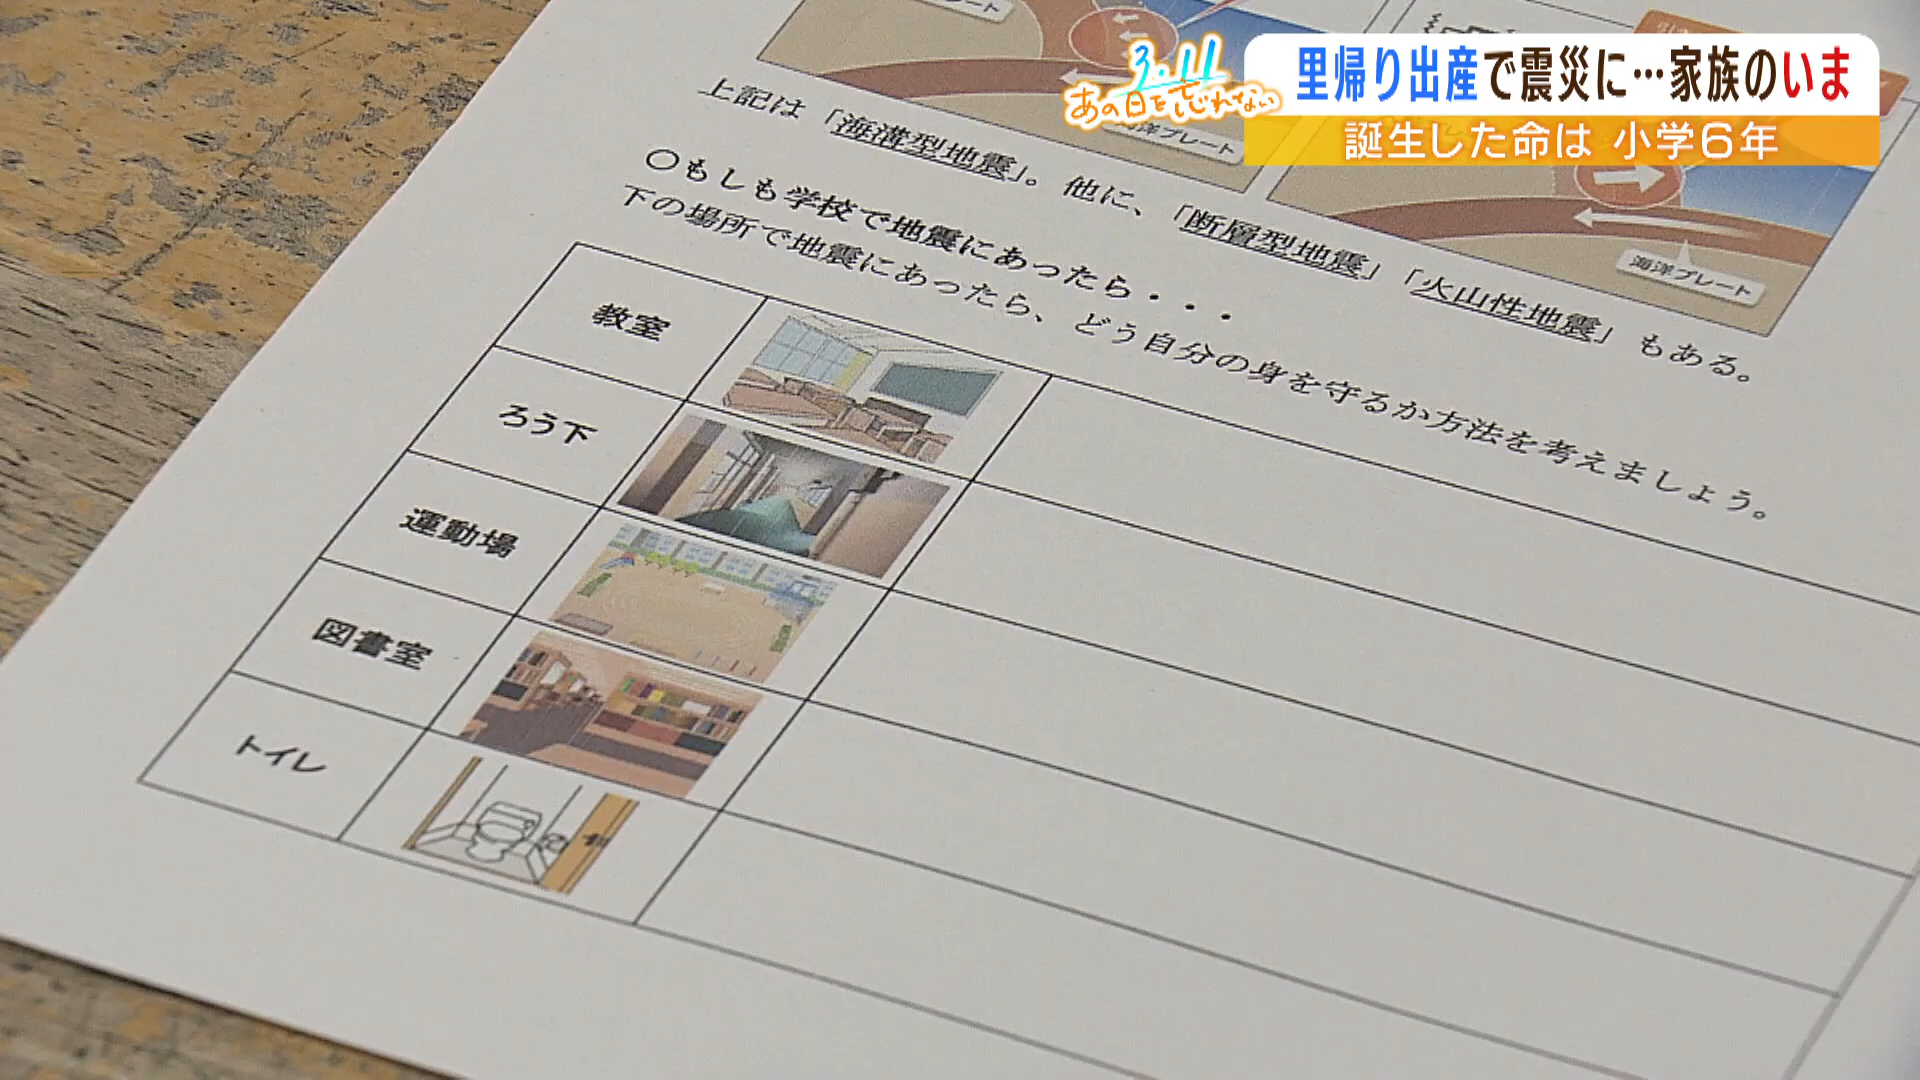 3.11
あの日を忘れない
里帰り出産で震災に…家族のいま
誕生した命は 小学6年
海洋プレート
海洋プレート
上記は「海溝型地震」。他に、「断層型地震」「火山性地震」もある。
〇もしも学校で地震にあったら・・・
下の場所で地震にあったら、どう自分の身を守るか方法を考えましょう。
教室
ろう下
運動場
図書室
トイレ